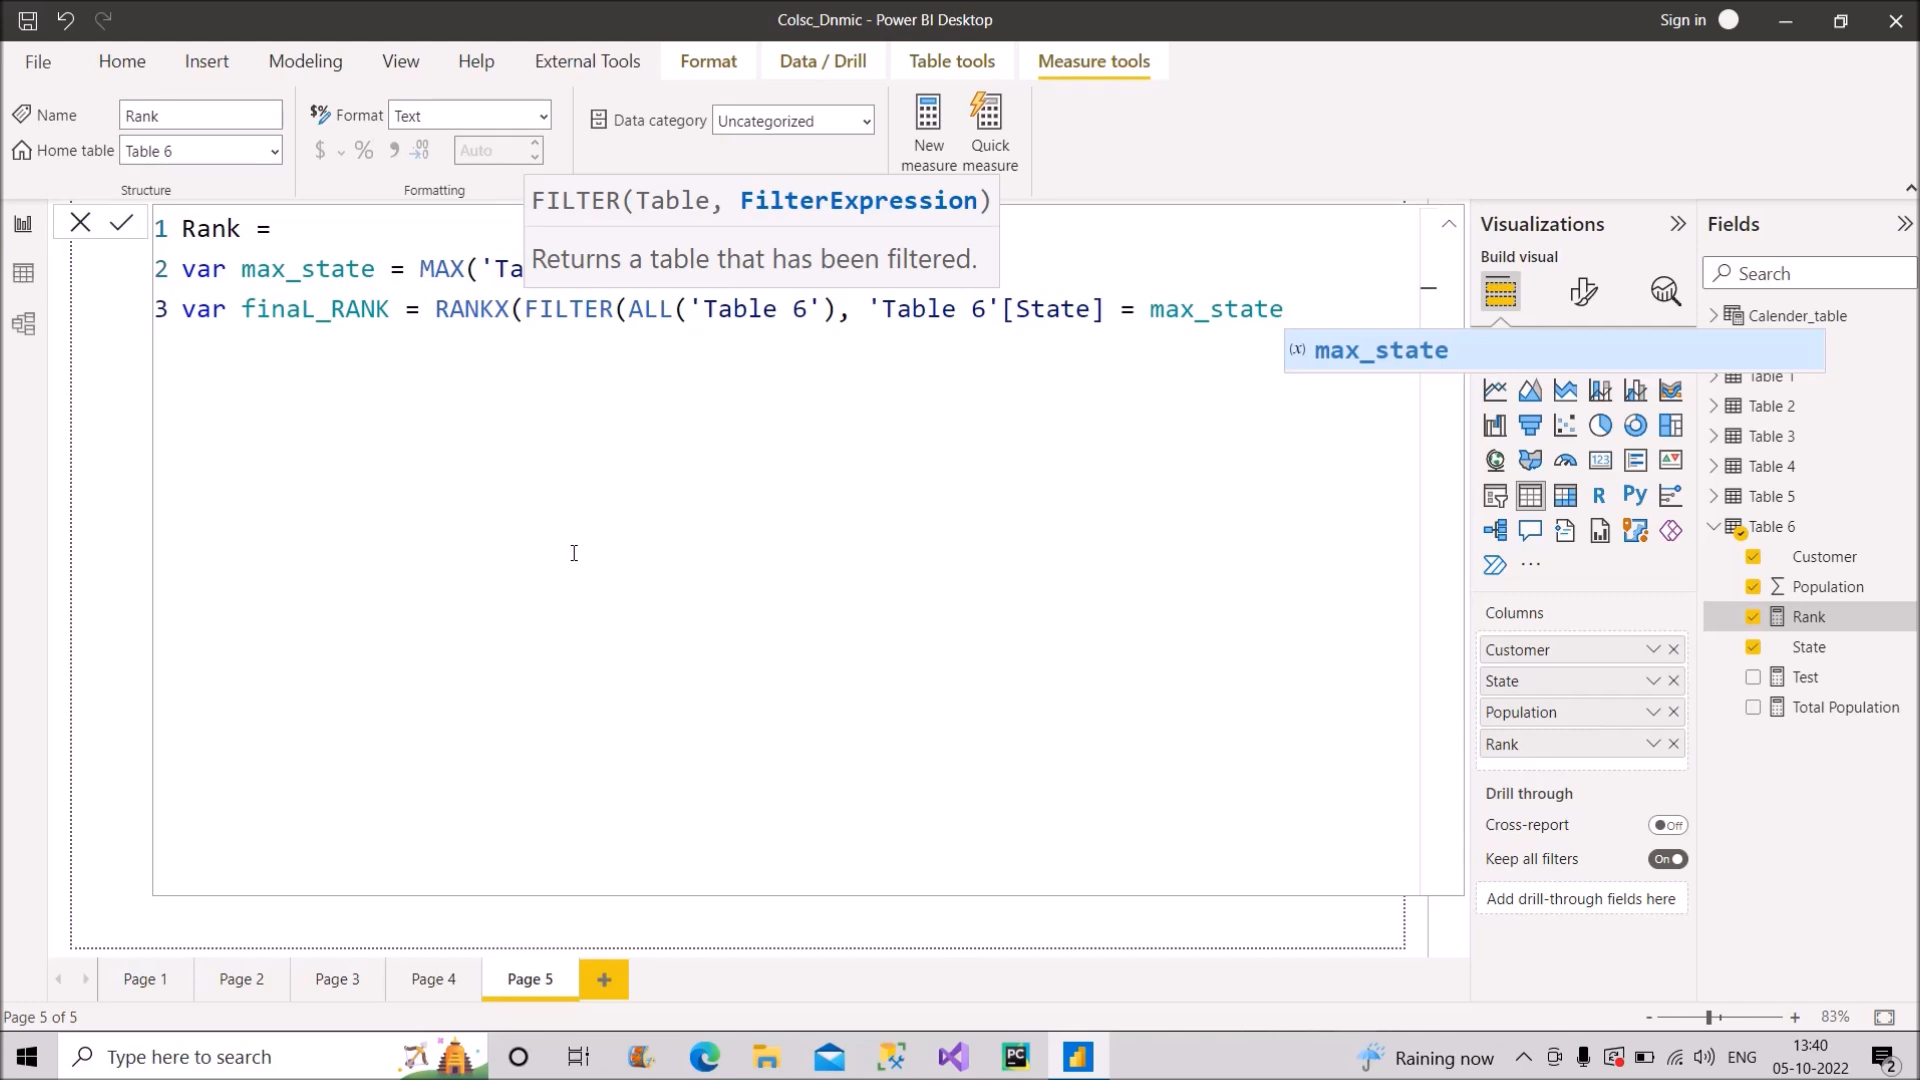 Colsc_Dnmic - Power BI Desktop
Sign in
File Home Insert Modeling View Help External Tools Format Data / Drill Table tools Measure tools
Name Rank
Home table Table 6
Structure
$% Format Text
$ % Auto
Formatting
Data category Uncategorized
New measure
Quick measure
FILTER(Table, FilterExpression)
Returns a table that has been filtered.
1 Rank =
2 var max_state = MAX('Ta
3 var finaL_RANK = RANKX(FILTER(ALL('Table 6'), 'Table 6'[State] = max_state
(x) max_state
Visualizations
Build visual
123
R
Py
...
Columns
Customer
State
Population
Rank
Drill through
Cross-report Off
Keep all filters On
Add drill-through fields here
Fields
Search
Calender_table
Table 1
Table 2
Table 3
Table 4
Table 5
Table 6
Customer
Population
Rank
State
Test
Total Population
Page 1 Page 2 Page 3 Page 4 Page 5 +
Page 5 of 5
- + 83%
Type here to search
PC
Raining now
ENG
13:40
05-10-2022
2